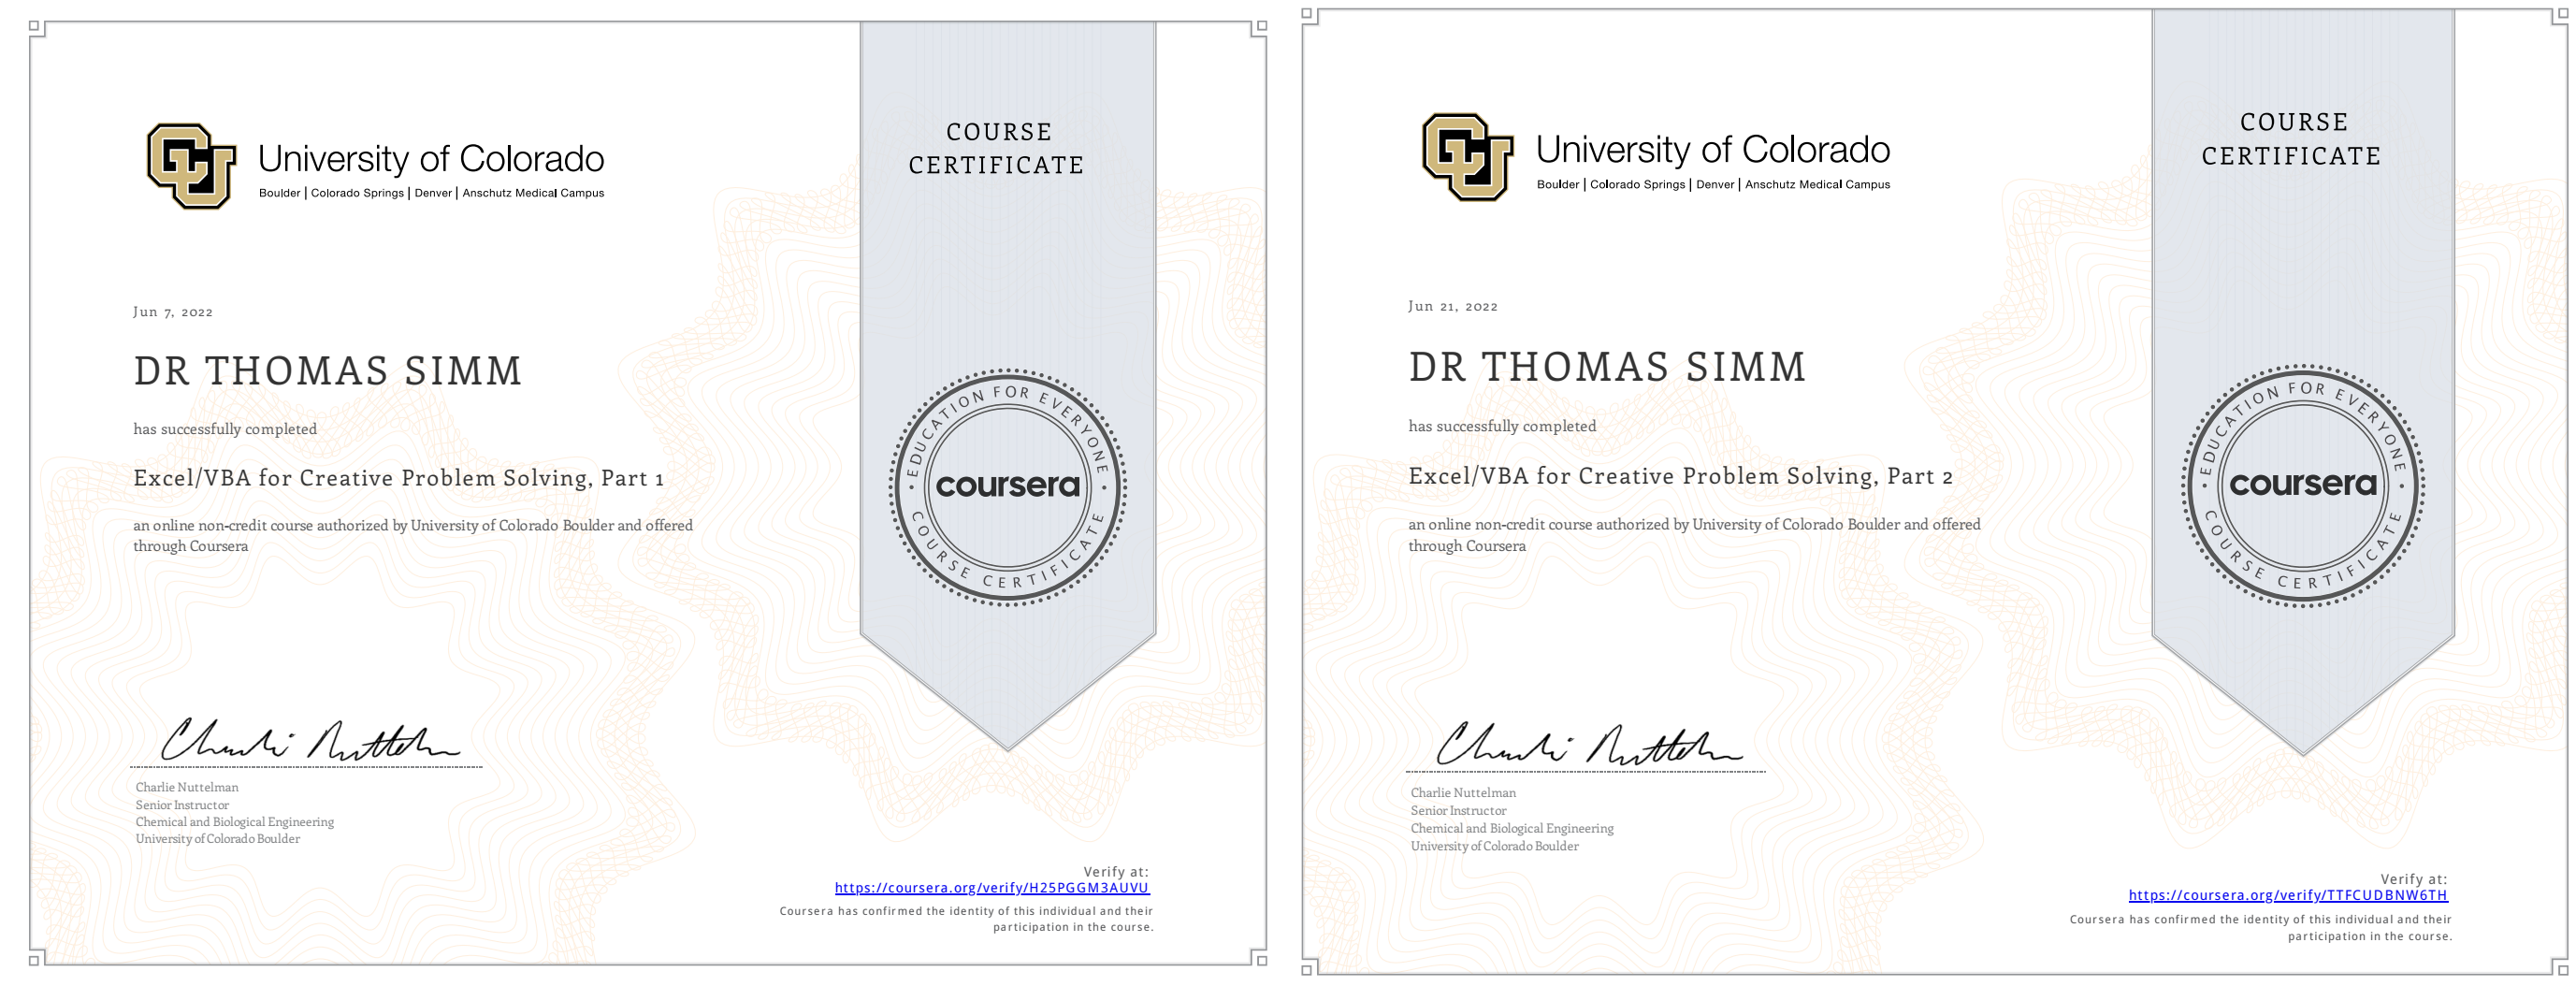 University of Colorado
Boulder | Colorado Springs | Denver | Anschutz Medical Campus
COURSE
CERTIFICATE
Jun 7, 2022
DR THOMAS SIMM
has successfully completed
Excel/VBA for Creative Problem Solving, Part 1
an online non-credit course authorized by University of Colorado Boulder and offered
through Coursera
EDUCATION FOR EVERYONE
coursera
COURSE CERTIFICATE
Charlie Nuttelman
Charlie Nuttelman
Senior Instructor
Chemical and Biological Engineering
University of Colorado Boulder
Verify at:
https://coursera.org/verify/H25PGGM3AUVU
Coursera has confirmed the identity of this individual and their
participation in the course.
University of Colorado
Boulder | Colorado Springs | Denver | Anschutz Medical Campus
COURSE
CERTIFICATE
Jun 21, 2022
DR THOMAS SIMM
has successfully completed
Excel/VBA for Creative Problem Solving, Part 2
an online non-credit course authorized by University of Colorado Boulder and offered
through Coursera
EDUCATION FOR EVERYONE
coursera
COURSE CERTIFICATE
Charlie Nuttelman
Charlie Nuttelman
Senior Instructor
Chemical and Biological Engineering
University of Colorado Boulder
Verify at:
https://coursera.org/verify/TTFCUDBNW6TH
Coursera has confirmed the identity of this individual and their
participation in the course.